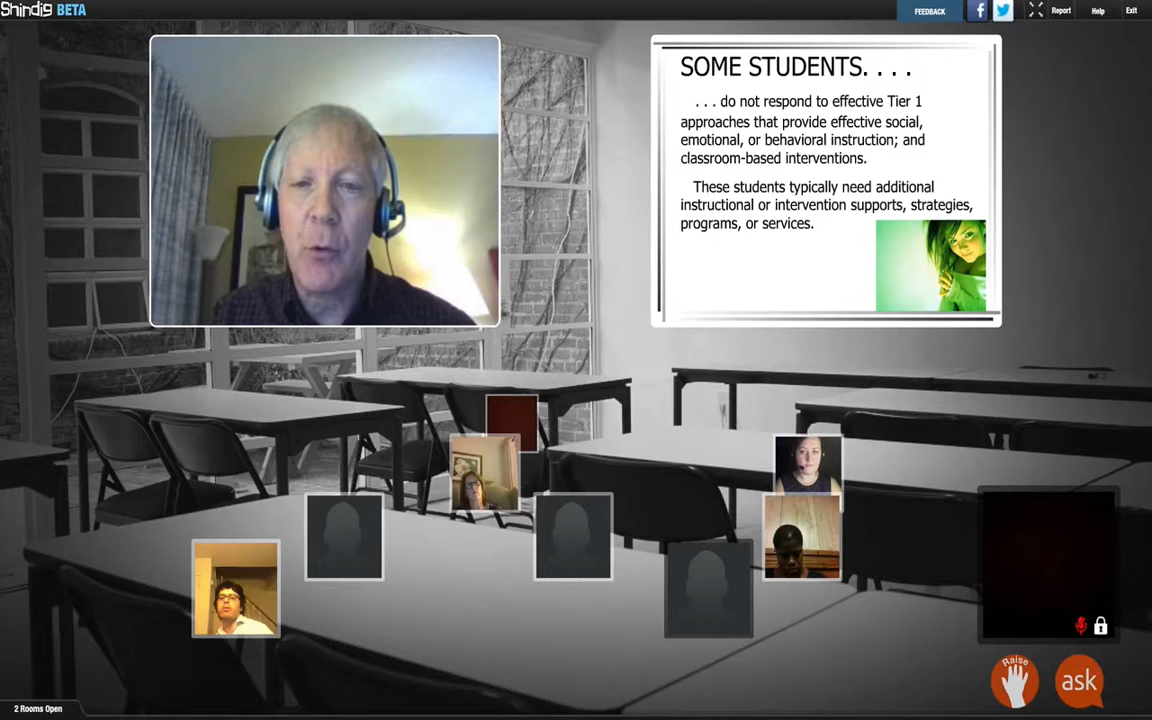 Shindig BETA
FEEDBACK
Report
Help
Exit
SOME STUDENTS. . . .
. . . do not respond to effective Tier 1
approaches that provide effective social,
emotional, or behavioral instruction; and
classroom-based interventions.
These students typically need additional
instructional or intervention supports, strategies,
programs, or services.
Raise
ask
2 Rooms Open